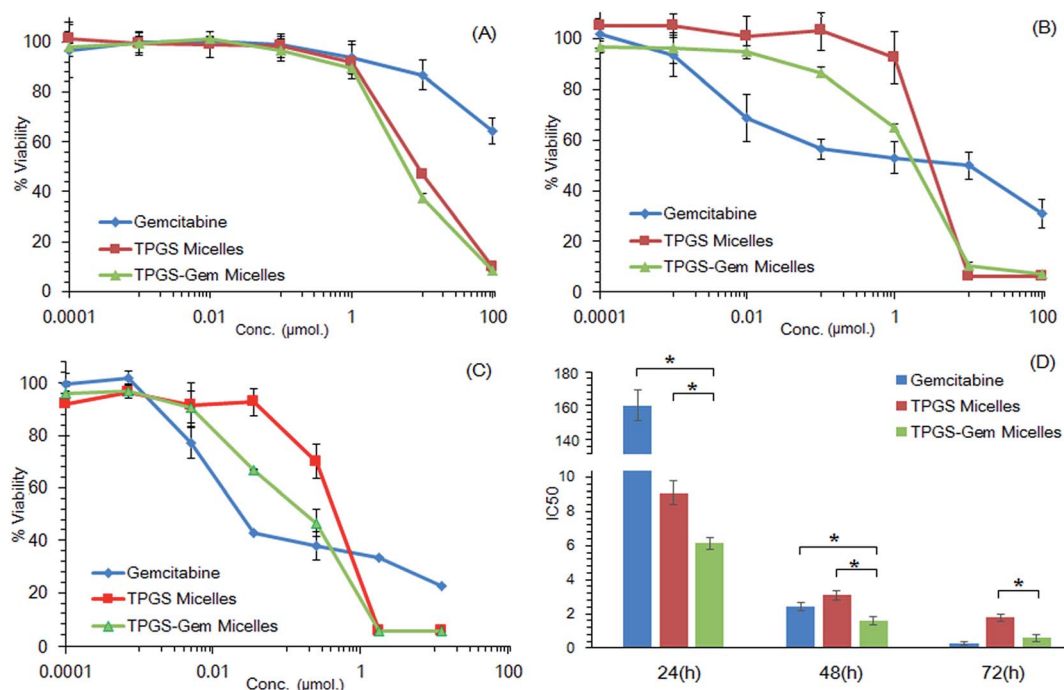 (A)
% Viability
100
80
60
40
20
0
Gemcitabine
TPGS Micelles
TPGS-Gem Micelles
0.0001 0.01 1 100
Conc. (µmol.)
(B)
% Viability
100
80
60
40
20
0
Gemcitabine
TPGS Micelles
TPGS-Gem Micelles
0.0001 0.01 1 100
Conc. (µmol.)
(C)
% Viability
100
80
60
40
20
0
Gemcitabine
TPGS Micelles
TPGS-Gem Micelles
0.0001 0.01 1 100
Conc. (µmol.)
(D)
IC50
180
160
140
10
8
6
4
2
0
* *
* *
*
Gemcitabine
TPGS Micelles
TPGS-Gem Micelles
24(h) 48(h) 72(h)